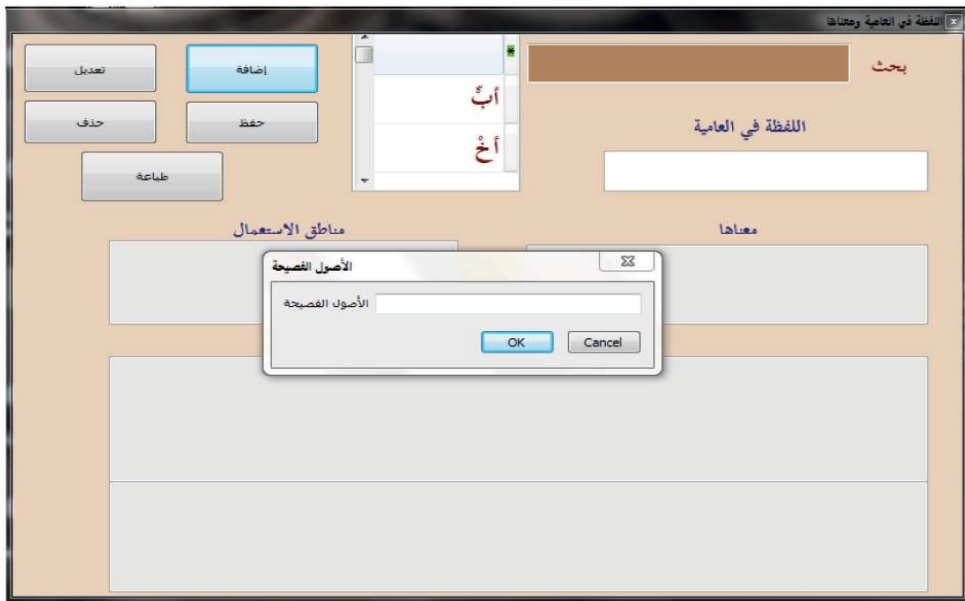 اللفظة في العامية ومعناها
بحث
إضافة
تعديل
أبٌ
حفظ
حذف
اللفظة في العامية
أخْ
طباعة
معناها
مناطق الاستعمال
الأصول الفصيحة
الأصول الفصيحة
OK
Cancel